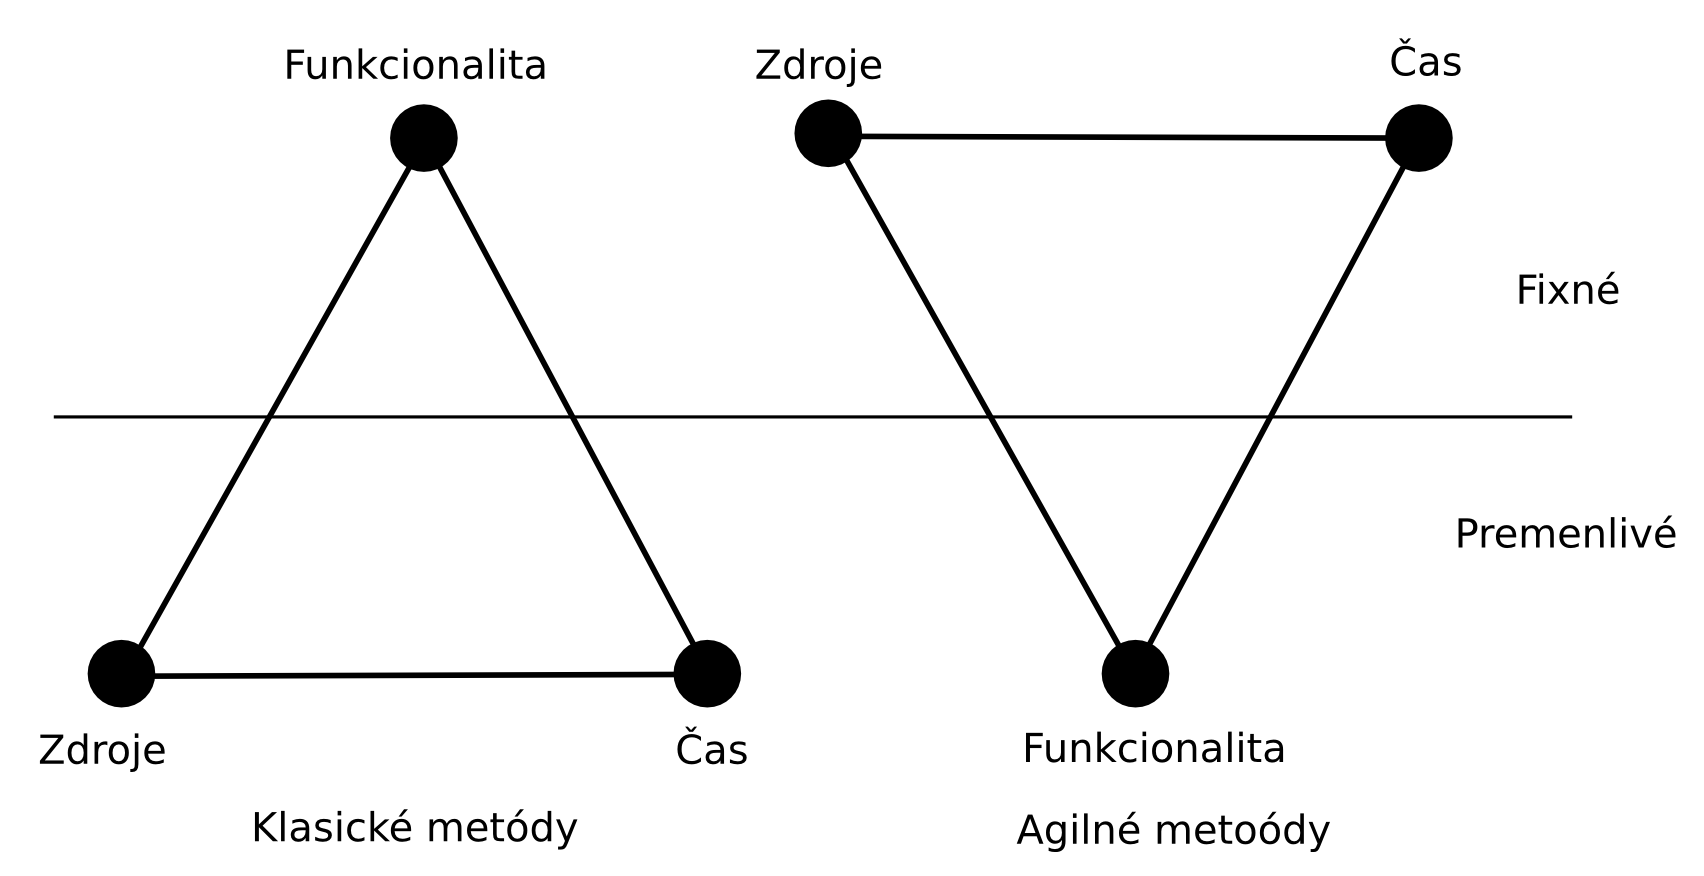 Funkcionalita
Zdroje
Čas
Fixné
Premenlivé
Zdroje
Čas
Funkcionalita
Klasické metódy
Agilné metoódy